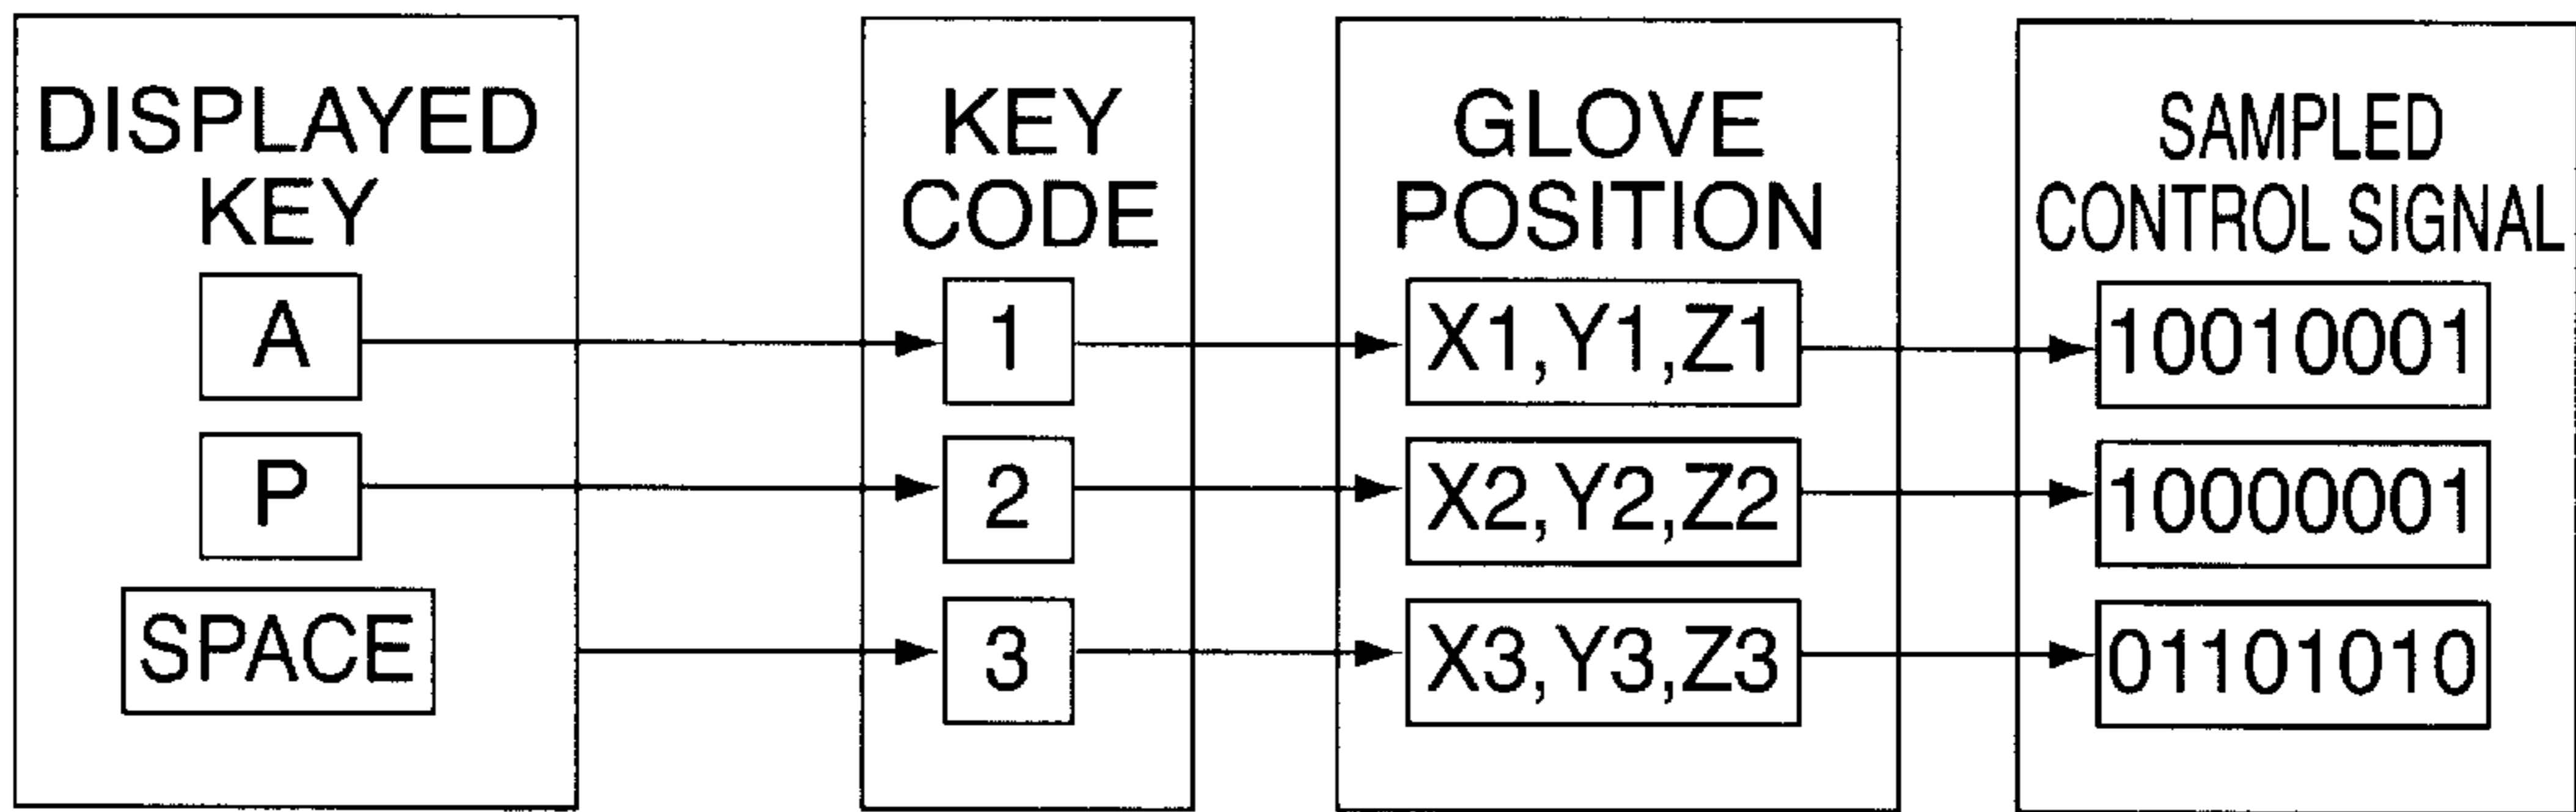 DISPLAYED
KEY
A
P
SPACE
KEY
CODE
1
2
3
GLOVE
POSITION
X1,Y1,Z1
X2,Y2,Z2
X3,Y3,Z3
SAMPLED
CONTROL SIGNAL
10010001
10000001
01101010